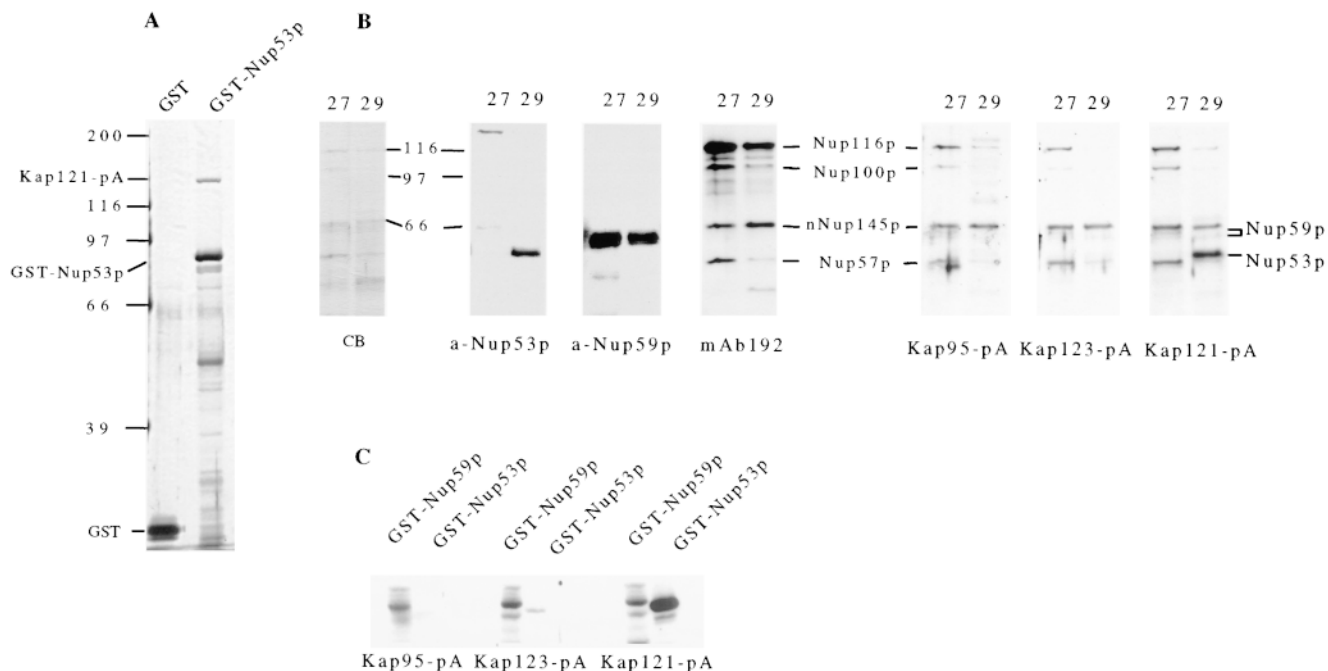 A
GST
GST-Nup53p
200
Kap121-pA
116
97
GST-Nup53p
66
39
GST
B
27 29
27 29
27 29
27 29
27 29
27 29
27 29
116
97
66
Nup116p
Nup100p
nNup145p
Nup57p
Nup59p
Nup53p
CB
a-Nup53p
a-Nup59p
mAb192
Kap95-pA
Kap123-pA
Kap121-pA
C
GST-Nup59p
GST-Nup53p
GST-Nup59p
GST-Nup53p
GST-Nup59p
GST-Nup53p
Kap95-pA
Kap123-pA
Kap121-pA